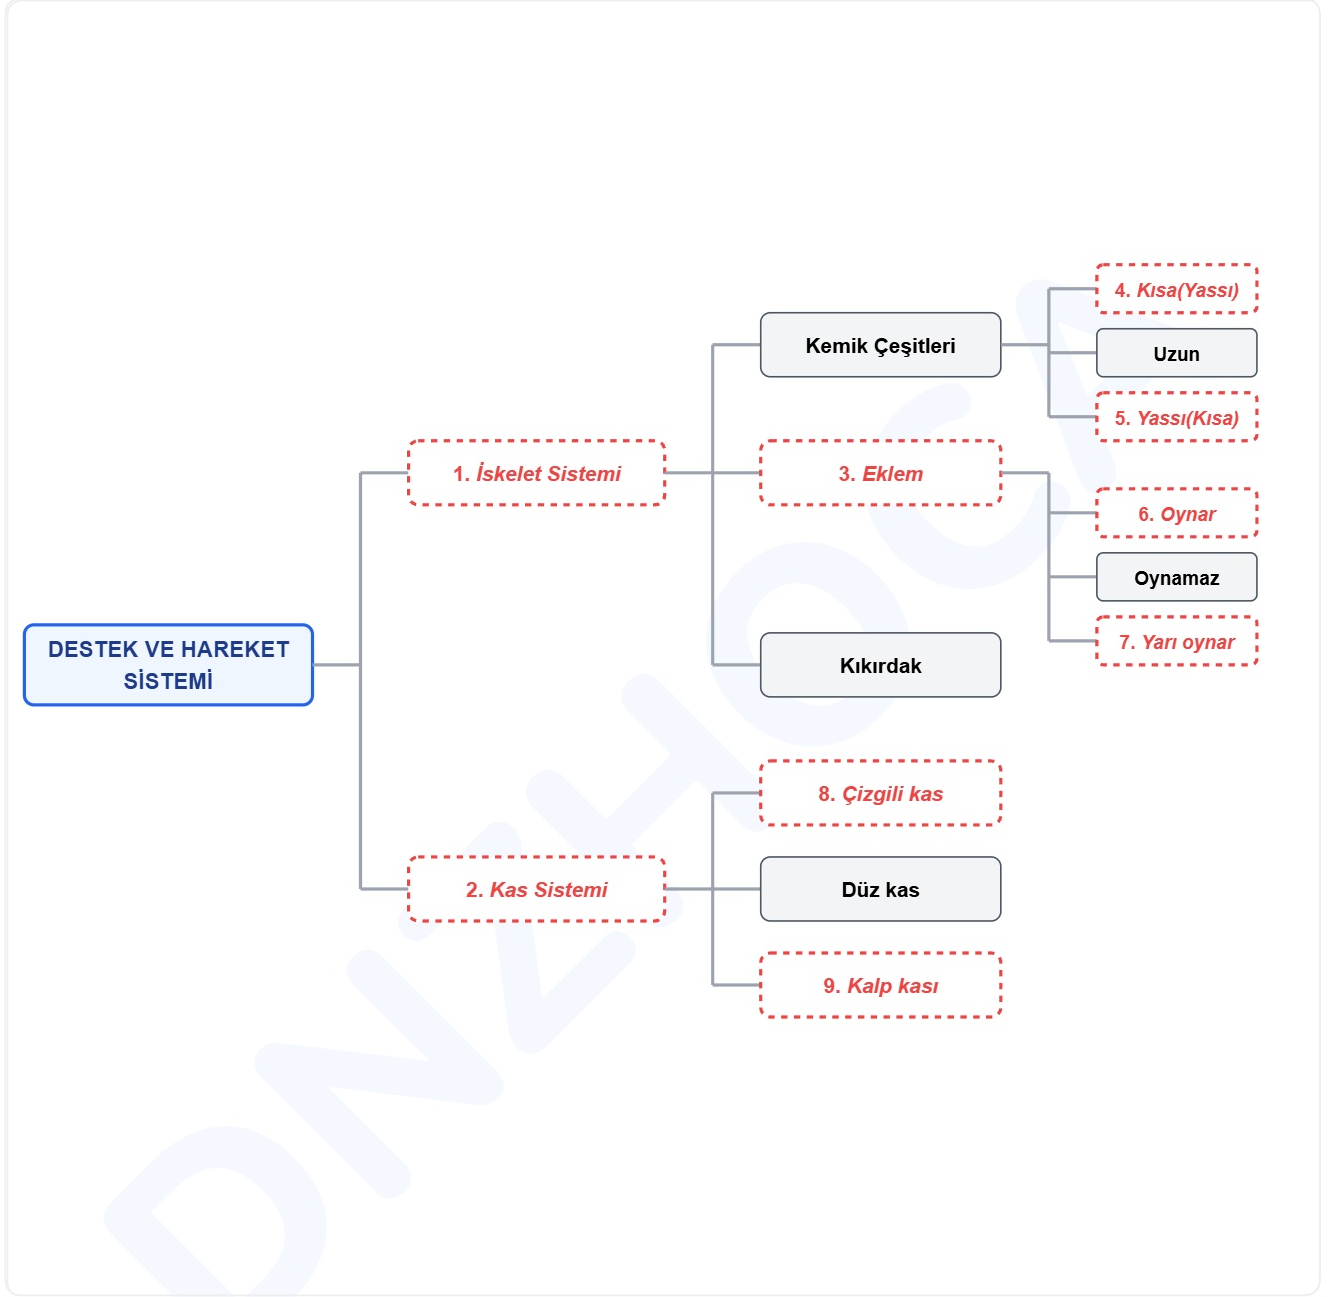 DESTEK VE HAREKET
SİSTEMİ
1. İskelet Sistemi
2. Kas Sistemi
Kemik Çeşitleri
3. Eklem
Kıkırdak
8. Çizgili kas
Düz kas
9. Kalp kası
4. Kısa(Yassı)
Uzun
5. Yassı(Kısa)
6. Oynar
Oynamaz
7. Yarı oynar
DNZHOCA